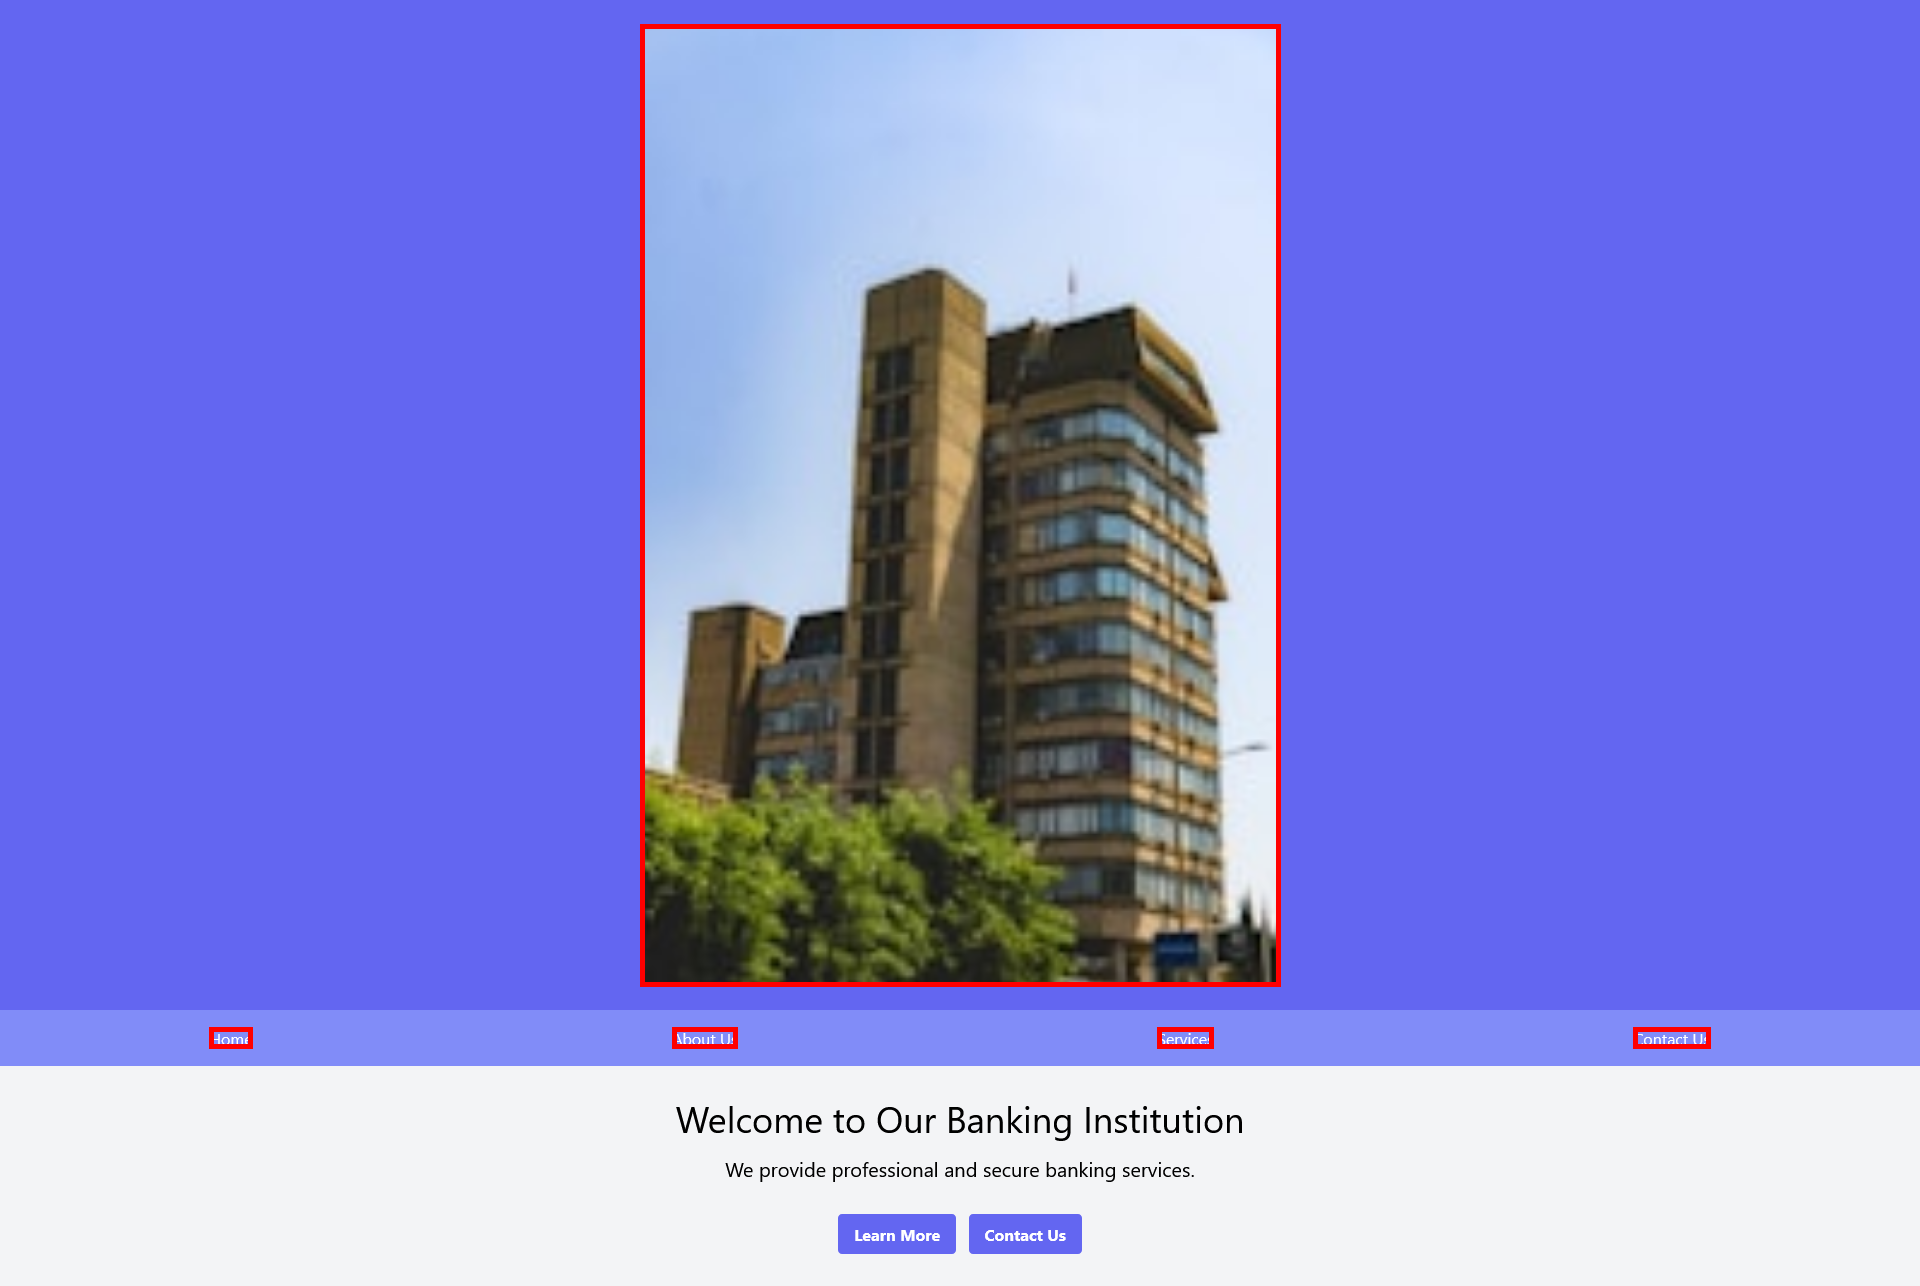 Home
About Us
Services
Contact Us
Welcome to Our Banking Institution
We provide professional and secure banking services.
Learn More
Contact Us